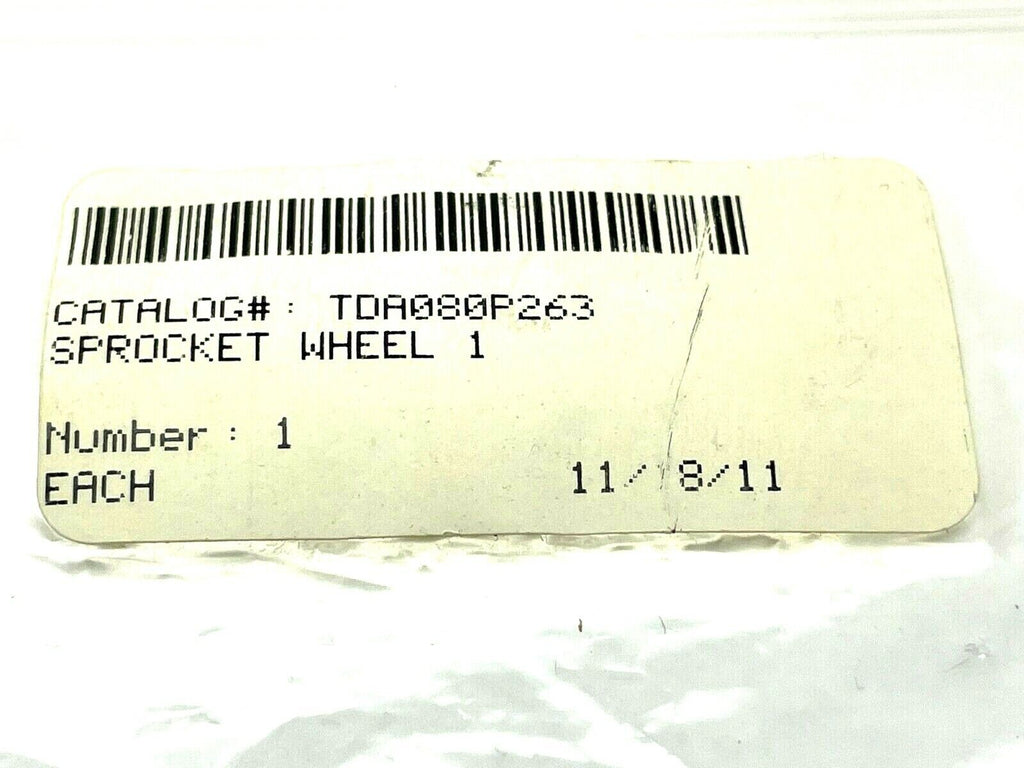 CATALOG#: TDA080P263
SPROCKET WHEEL 1
Number: 1
EACH